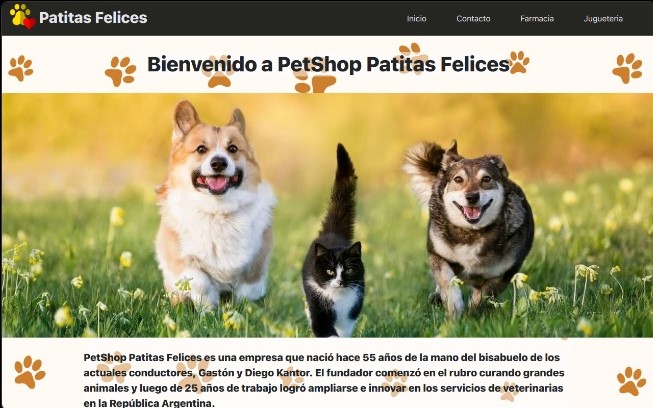 Patitas Felices
Inicio Contacto Farmacia Jugueteria
Bienvenido a PetShop Patitas Felices
PetShop Patitas Felices es una empresa que nació hace 55 años de la mano del bisabuelo de los
actuales conductores, Gastón y Diego Kantor. El fundador comenzó en el rubro curando grandes
animales y luego de 25 años de trabajo logró ampliarse e innovar en los servicios de veterinarias
en la República Argentina.